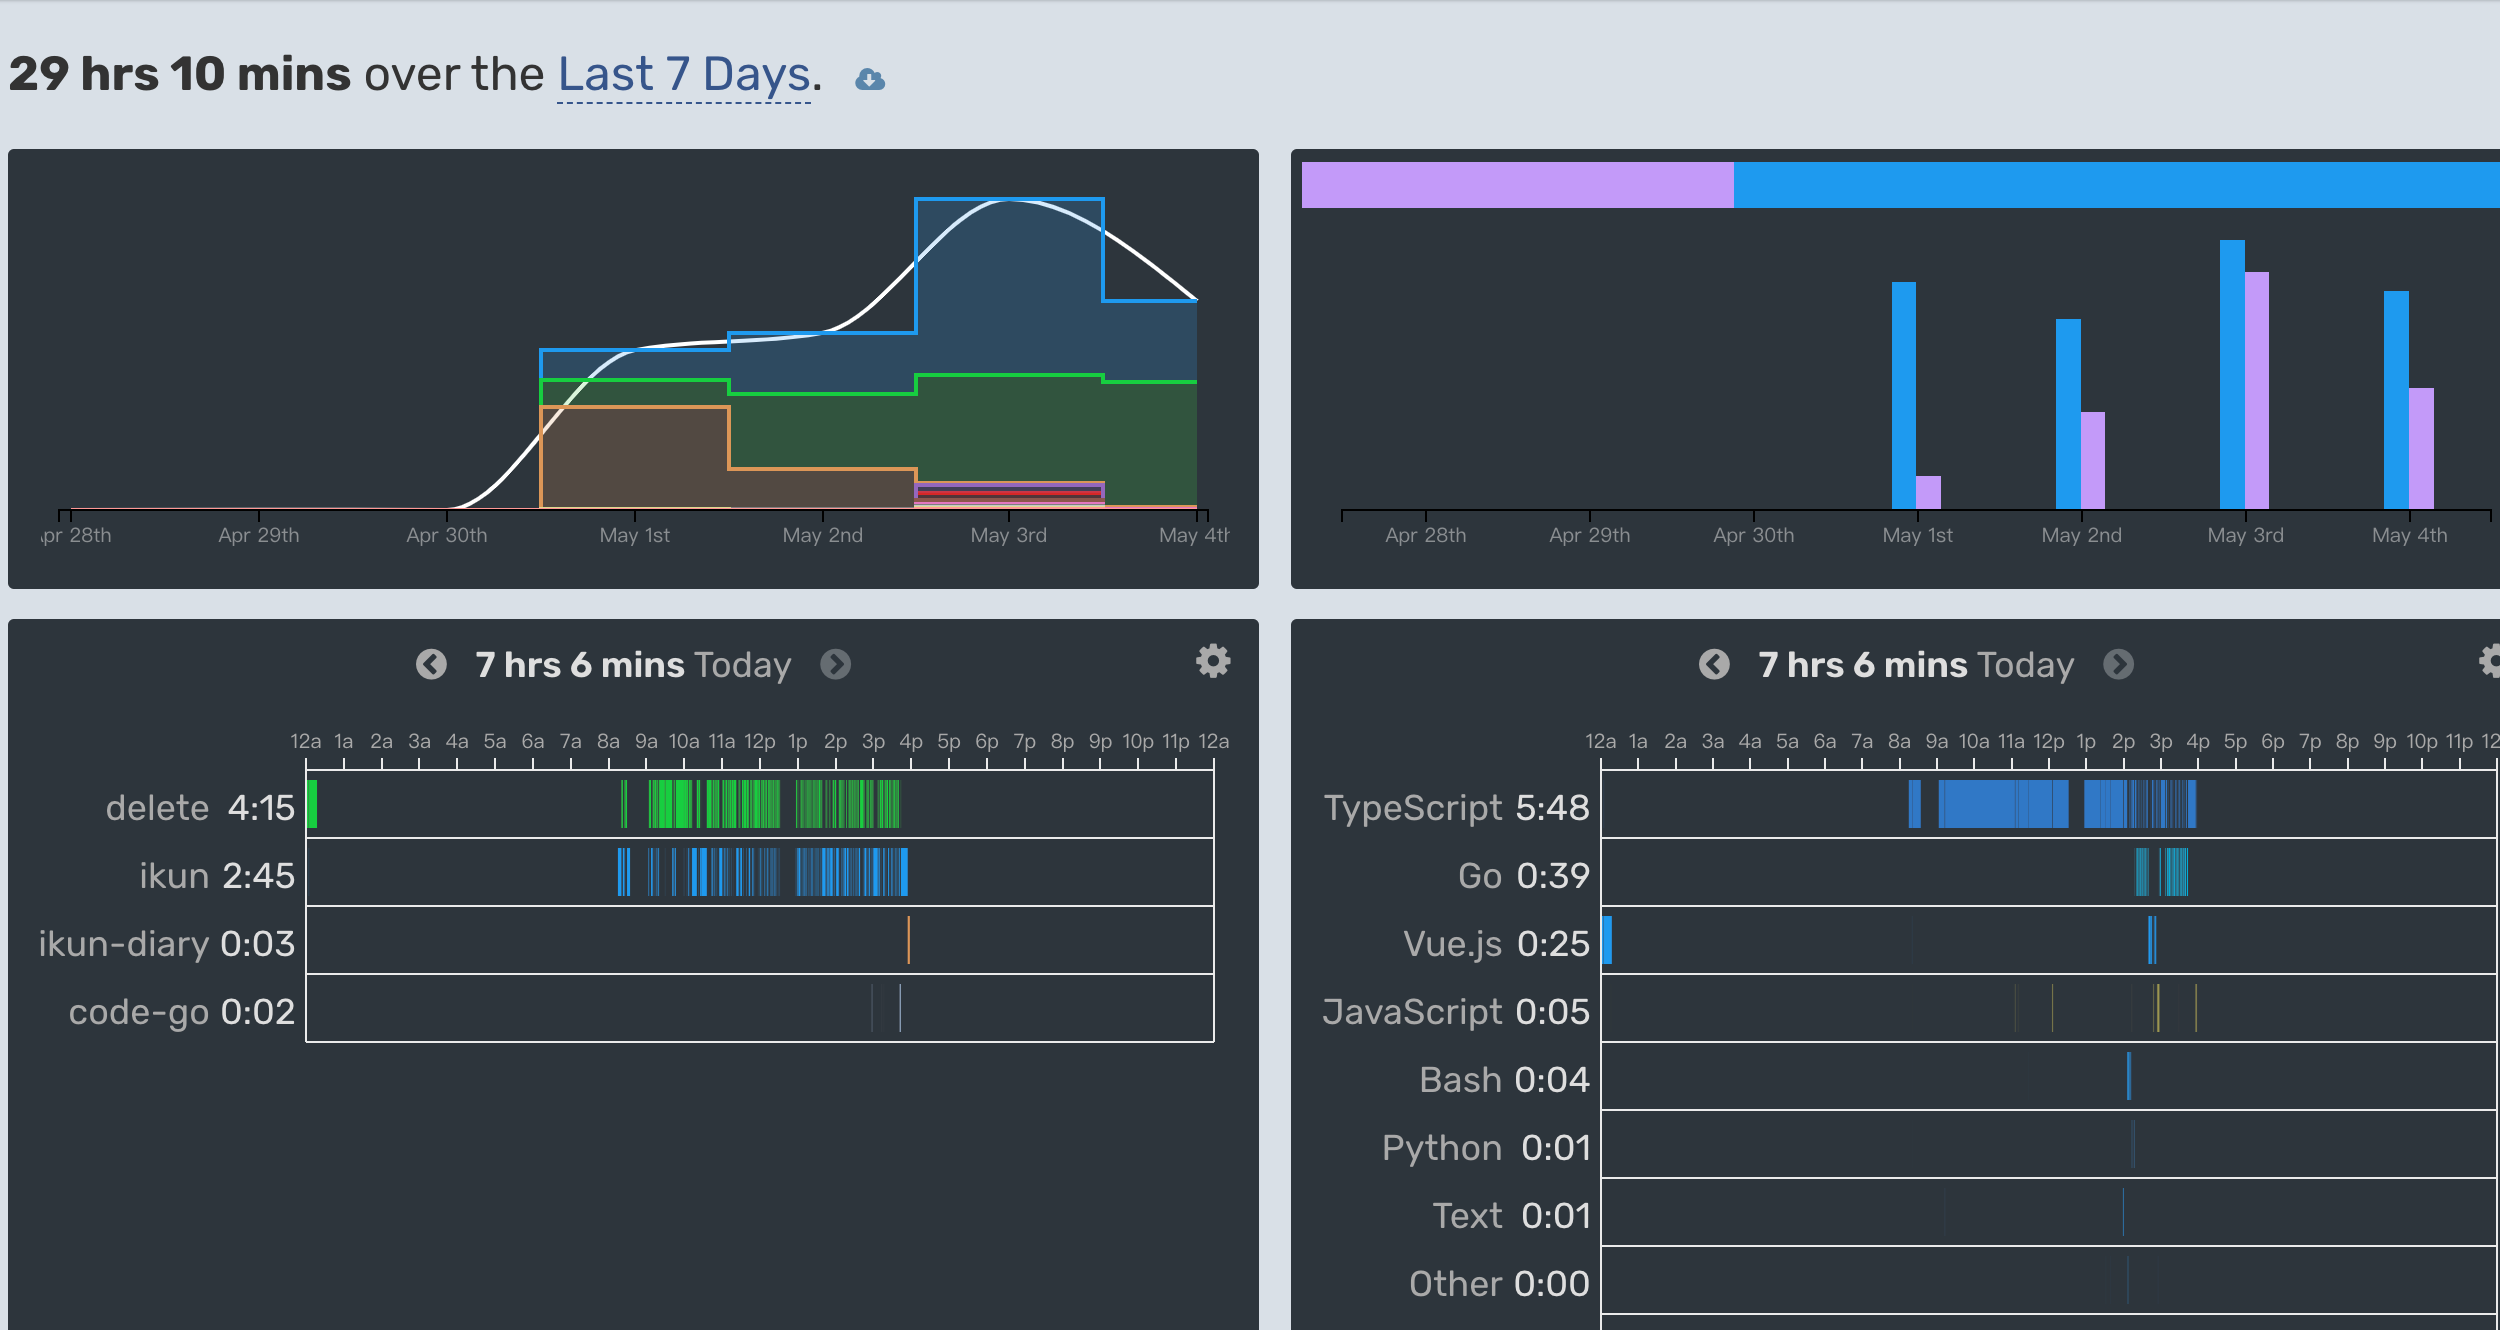 29 hrs 10 mins over the Last 7 Days.
pr 28th Apr 29th Apr 30th May 1st May 2nd May 3rd May 4th
Apr 28th Apr 29th Apr 30th May 1st May 2nd May 3rd May 4th
7 hrs 6 mins Today
12a 1a 2a 3a 4a 5a 6a 7a 8a 9a 10a 11a 12p 1p 2p 3p 4p 5p 6p 7p 8p 9p 10p 11p 12a
delete 4:15
ikun 2:45
ikun-diary 0:03
code-go 0:02
7 hrs 6 mins Today
12a 1a 2a 3a 4a 5a 6a 7a 8a 9a 10a 11a 12p 1p 2p 3p 4p 5p 6p 7p 8p 9p 10p 11p 12
TypeScript 5:48
Go 0:39
Vue.js 0:25
JavaScript 0:05
Bash 0:04
Python 0:01
Text 0:01
Other 0:00